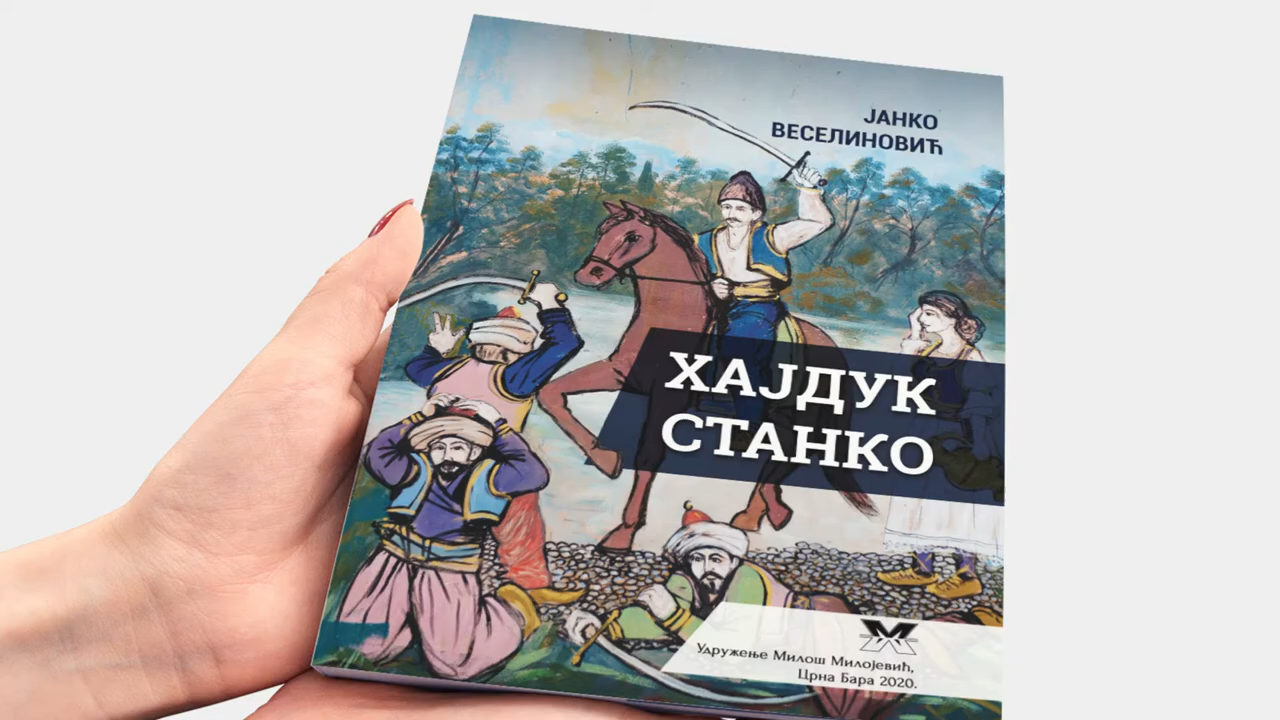 ЈАНКО
ВЕСЕЛИНОВИЋ
ХАЈДУК
СТАНКО
Удружење Милош Милојевић,
Црна Бара 2020.